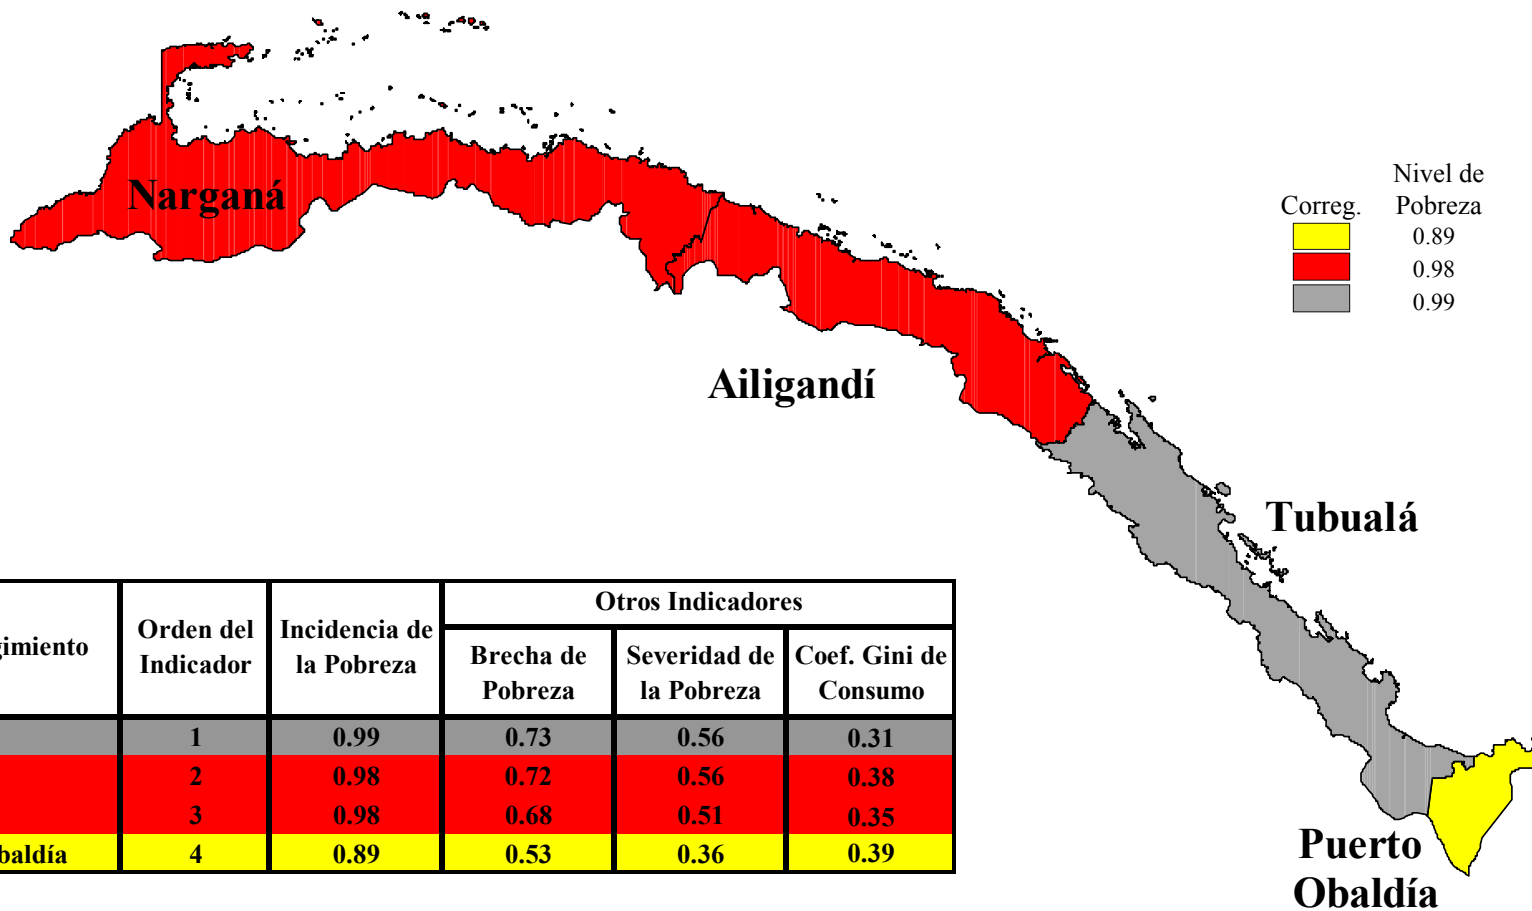 Narganá
Nivel de
Correg. Pobreza
0.89
0.98
0.99
Ailigandí
Tubualá
Otros Indicadores
gimiento
Orden del
Indicador
Incidencia de
la Pobreza
Brecha de
Pobreza
Severidad de
la Pobreza
Coef. Gini de
Consumo
1 0.99 0.73 0.56 0.31
2 0.98 0.72 0.56 0.38
3 0.98 0.68 0.51 0.35
baldía 4 0.89 0.53 0.36 0.39
Puerto
Obaldía